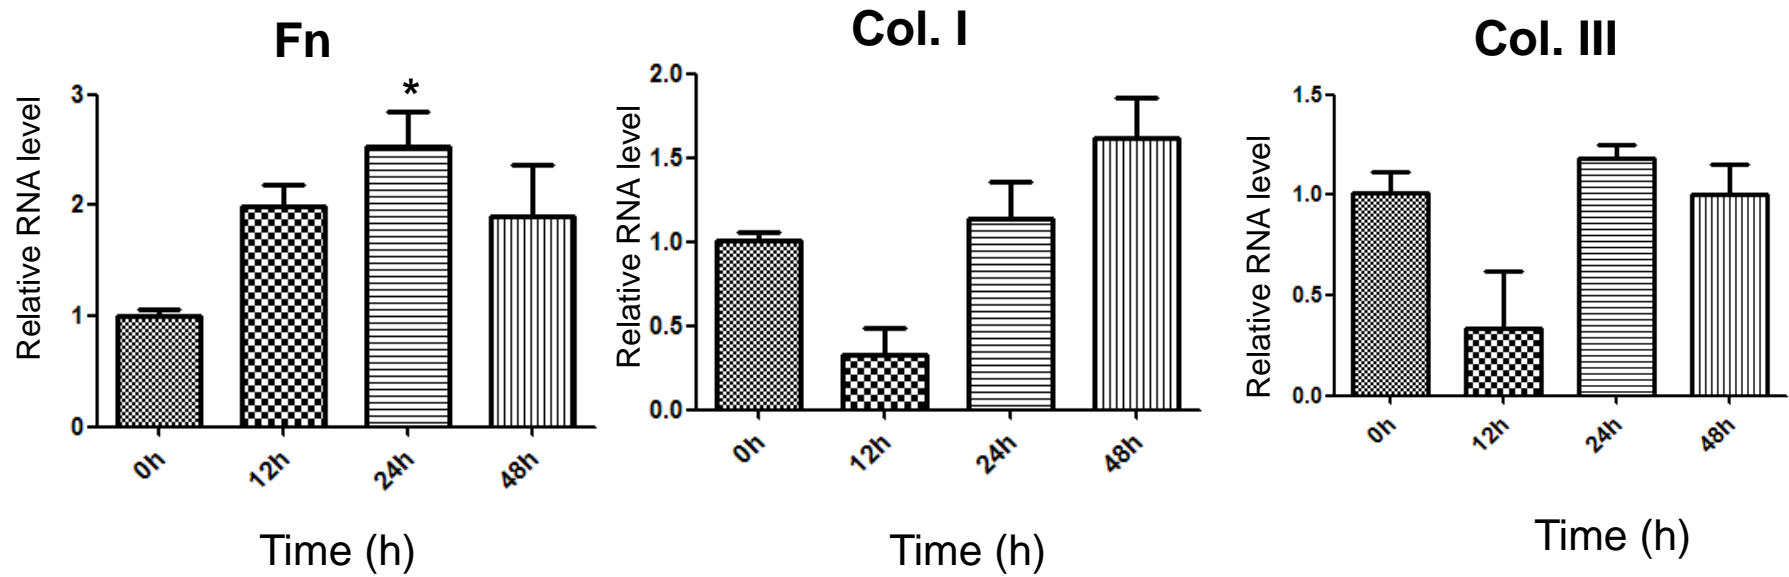 Fn
*
Relative RNA level
3
2
1
0
0h
12h
24h
48h
Time (h)
Col. I
Relative RNA level
2.0
1.5
1.0
0.5
0.0
0h
12h
24h
48h
Time (h)
Col. III
Relative RNA level
1.5
1.0
0.5
0.0
0h
12h
24h
48h
Time (h)